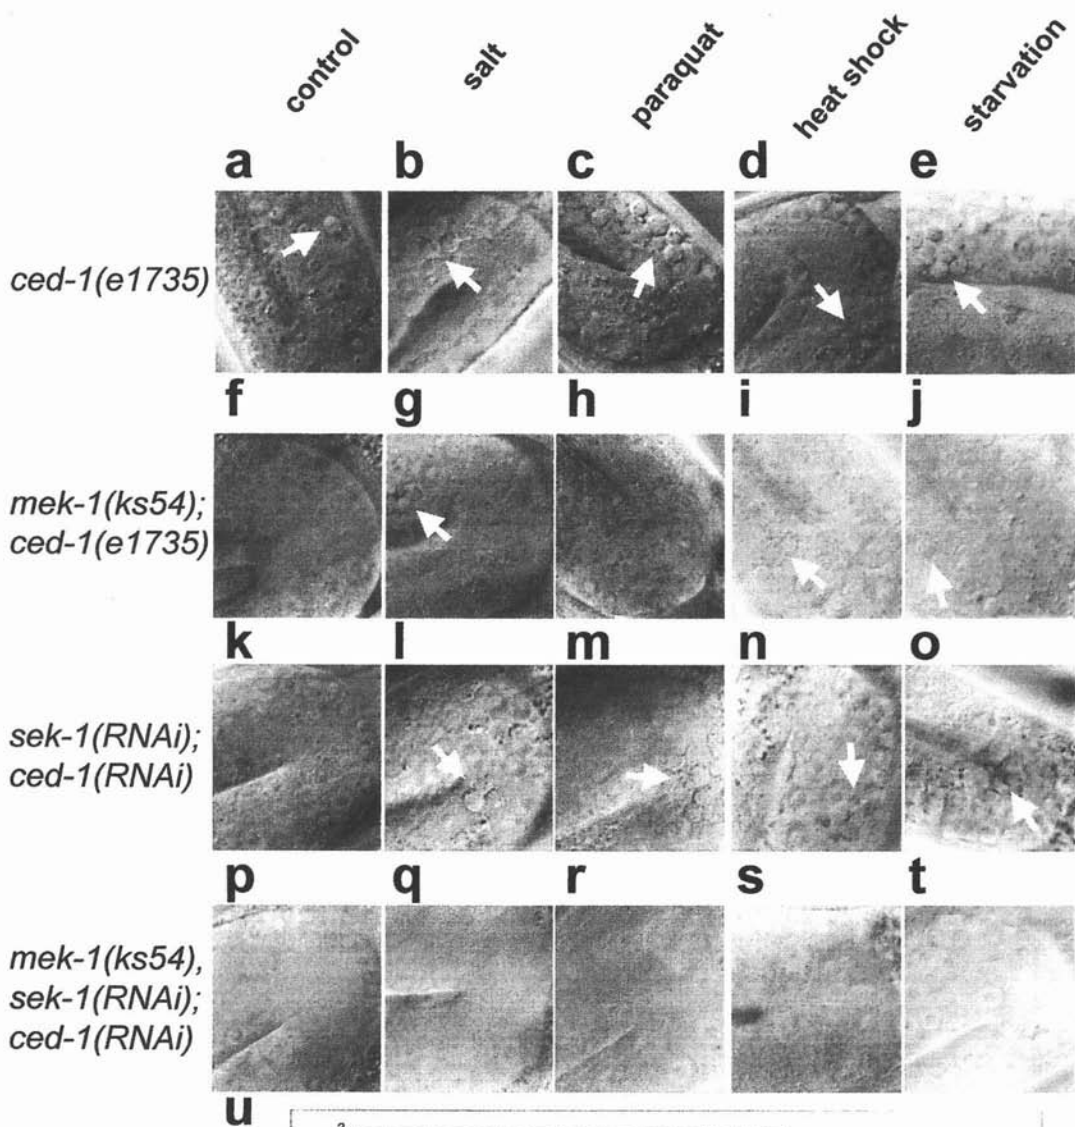 control salt paraquat heat shock starvation
a b c d e
ced-1(e1735)
f g h i j
mek-1(ks54);
ced-1(e1735)
k l m n o
sek-1(RNAi);
ced-1(RNAi)
p q r s t
mek-1(ks54),
sek-1(RNAi);
ced-1(RNAi)
u